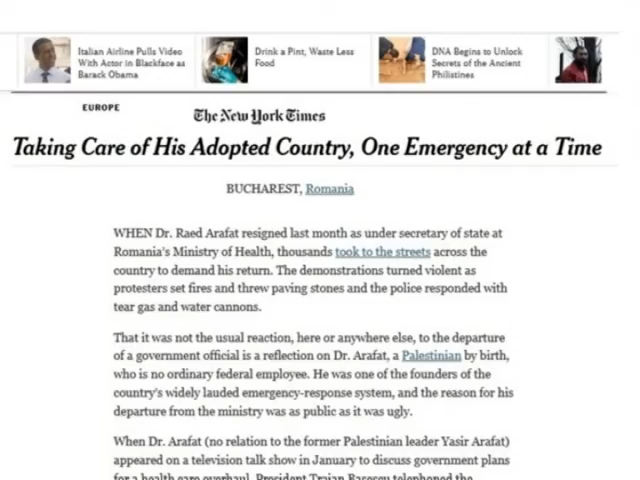 Italian Airline Pulls Video
With Actor in Blackface as
Barack Obama
Drink a Pint, Waste Less
Food
DNA Begins to Unlock
Secrets of the Ancient
Philistines
EUROPE
The New York Times
Taking Care of His Adopted Country, One Emergency at a Time
BUCHAREST, Romania
WHEN Dr. Raed Arafat resigned last month as under secretary of state at
Romania's Ministry of Health, thousands took to the streets across the
country to demand his return. The demonstrations turned violent as
protesters set fires and threw paving stones and the police responded with
tear gas and water cannons.
That it was not the usual reaction, here or anywhere else, to the departure
of a government official is a reflection on Dr. Arafat, a Palestinian by birth,
who is no ordinary federal employee. He was one of the founders of the
country's widely lauded emergency-response system, and the reason for his
departure from the ministry was as public as it was ugly.
When Dr. Arafat (no relation to the former Palestinian leader Yasir Arafat)
appeared on a television talk show in January to discuss government plans
for a health care overhaul, President Traian Basescu telephoned the